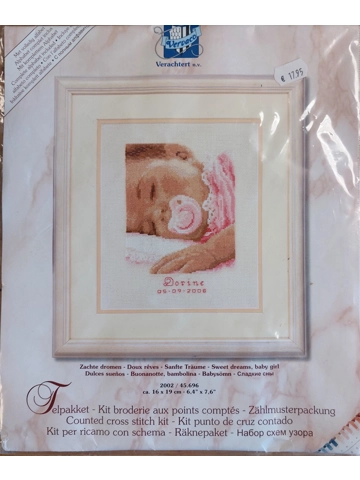 Vervaco
Verachtert n.v.
€ 17,95
Dorine
05-09-2008
Zachte dromen - Doux rêves - Sanfte Träume - Sweet dreams, baby girl
Dulces sueños - Buonanotte, bambolina - Babysömn - Сладкие сны
2002 / 45.696
ca. 16 x 19 cm - 6,4" x 7,6"
Telpakket - Kit broderie aux points comptés - Zählmusterpackung
Counted cross stitch kit - Kit punto de cruz contado
Kit per ricamo con schema - Räknepaket - Набор схем узора